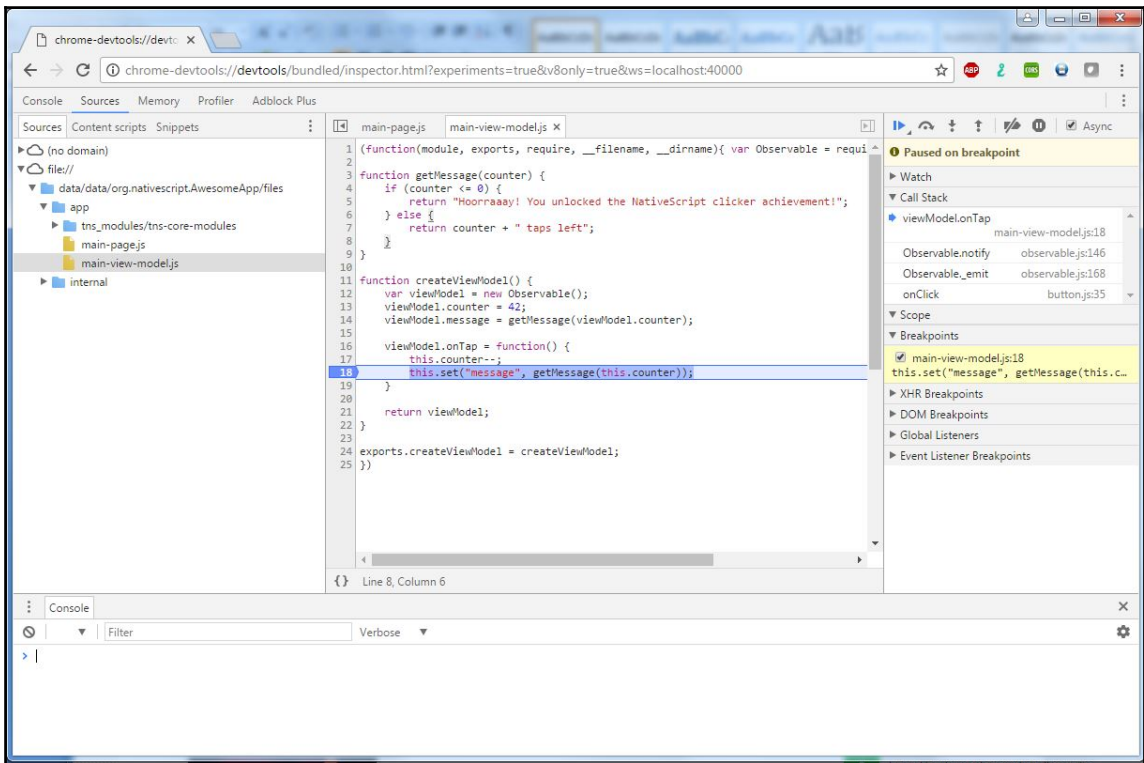 chrome-devtools://devto
chrome-devtools://devtools/bundled/inspector.html?experiments=true&v8only=true&ws=localhost:40000
ABP
CORS
Console Sources Memory Profiler Adblock Plus
Sources Content scripts Snippets
(no domain)
file://
data/data/org.nativescript.AwesomeApp/files
app
tns_modules/tns-core-modules
main-page.js
main-view-model.js
internal
main-page.js main-view-model.js
1 (function(module, exports, require, __filename, __dirname){ var Observable = requi
2
3 function getMessage(counter) {
4     if (counter <= 0) {
5         return "Hoorraaay! You unlocked the NativeScript clicker achievement!";
6     } else {
7         return counter + " taps left";
8     }
9 }
10
11 function createViewModel() {
12     var viewModel = new Observable();
13     viewModel.counter = 42;
14     viewModel.message = getMessage(viewModel.counter);
15
16     viewModel.onTap = function() {
17         this.counter--;
18         this.set("message", getMessage(this.counter));
19     }
20
21     return viewModel;
22 }
23
24 exports.createViewModel = createViewModel;
25 })
{} Line 8, Column 6
Async
Paused on breakpoint
Watch
Call Stack
viewModel.onTap
main-view-model.js:18
Observable.notify observable.js:146
Observable._emit observable.js:168
onClick button.js:35
Scope
Breakpoints
main-view-model.js:18
this.set("message", getMessage(this.c…
XHR Breakpoints
DOM Breakpoints
Global Listeners
Event Listener Breakpoints
Console
Filter Verbose
>